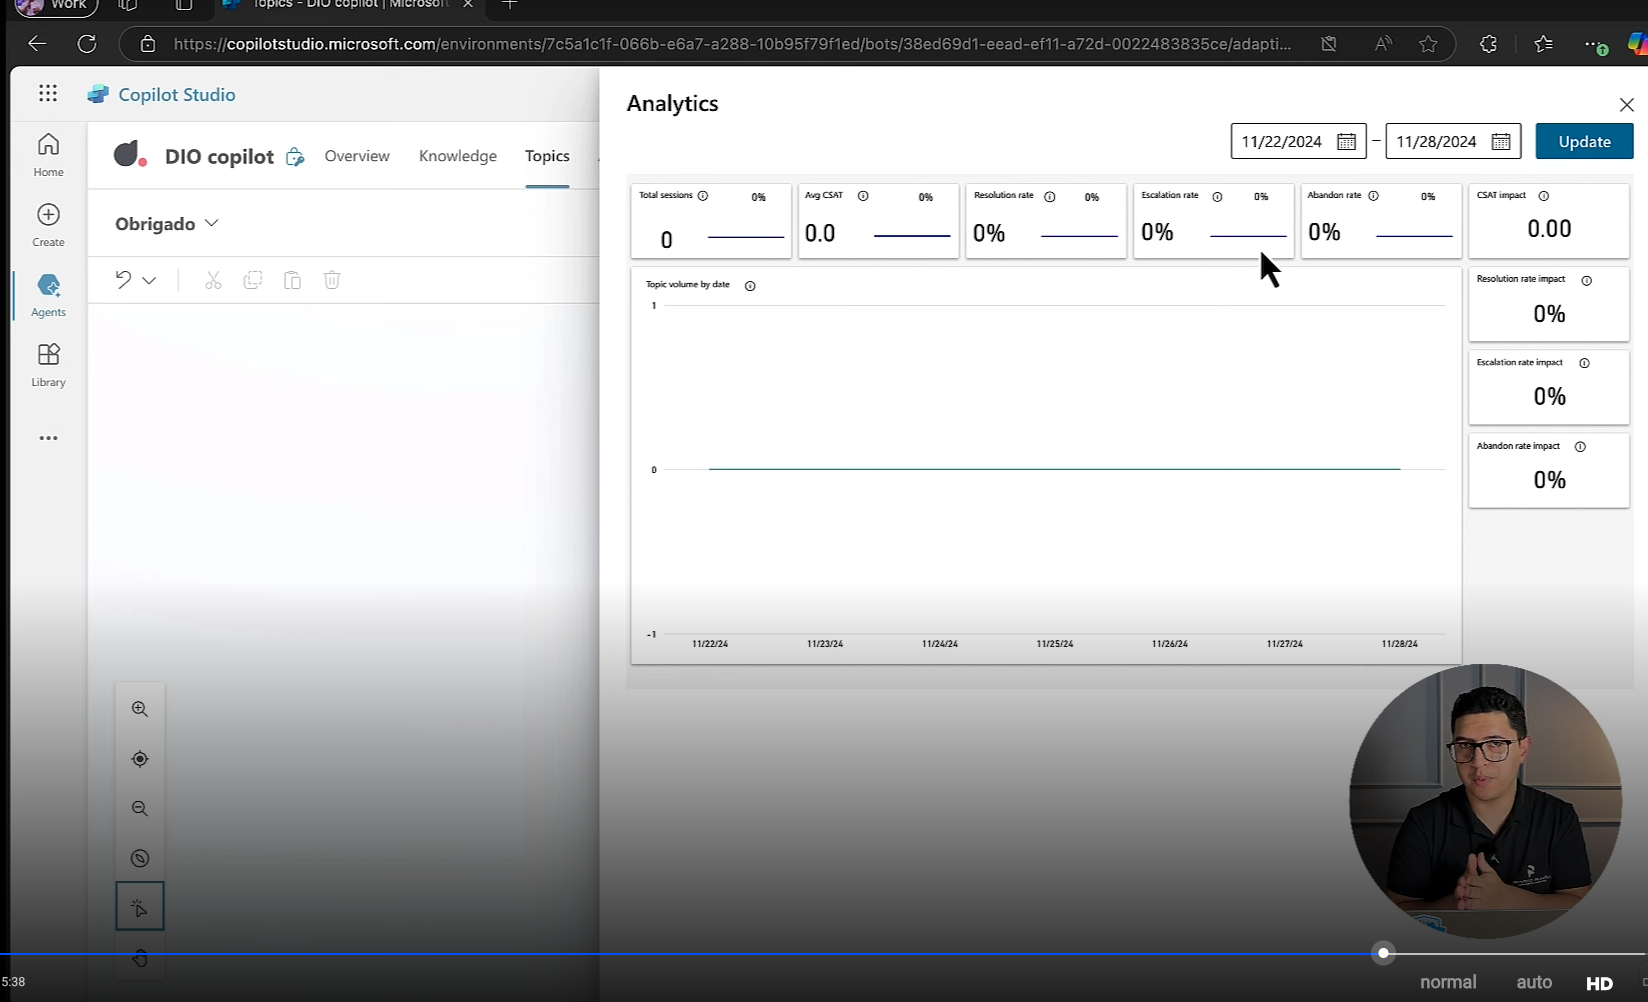 Work
Topics - DIO copilot | Microsoft
https://copilotstudio.microsoft.com/environments/7c5a1c1f-066b-e6a7-a288-10b95f79f1ed/bots/38ed69d1-eead-ef11-a72d-0022483835ce/adapti...
Copilot Studio
Home
Create
Agents
Library
DIO copilot
Overview
Knowledge
Topics
Obrigado
Analytics
11/22/2024 – 11/28/2024
Update
Total sessions 0%
0
Avg CSAT 0%
0.0
Resolution rate 0%
0%
Escalation rate 0%
0%
Abandon rate 0%
0%
CSAT impact
0.00
Topic volume by date
1
0
-1
11/22/24 11/23/24 11/24/24 11/25/24 11/26/24 11/27/24 11/28/24
Resolution rate impact
0%
Escalation rate impact
0%
Abandon rate impact
0%
5:38
normal auto HD